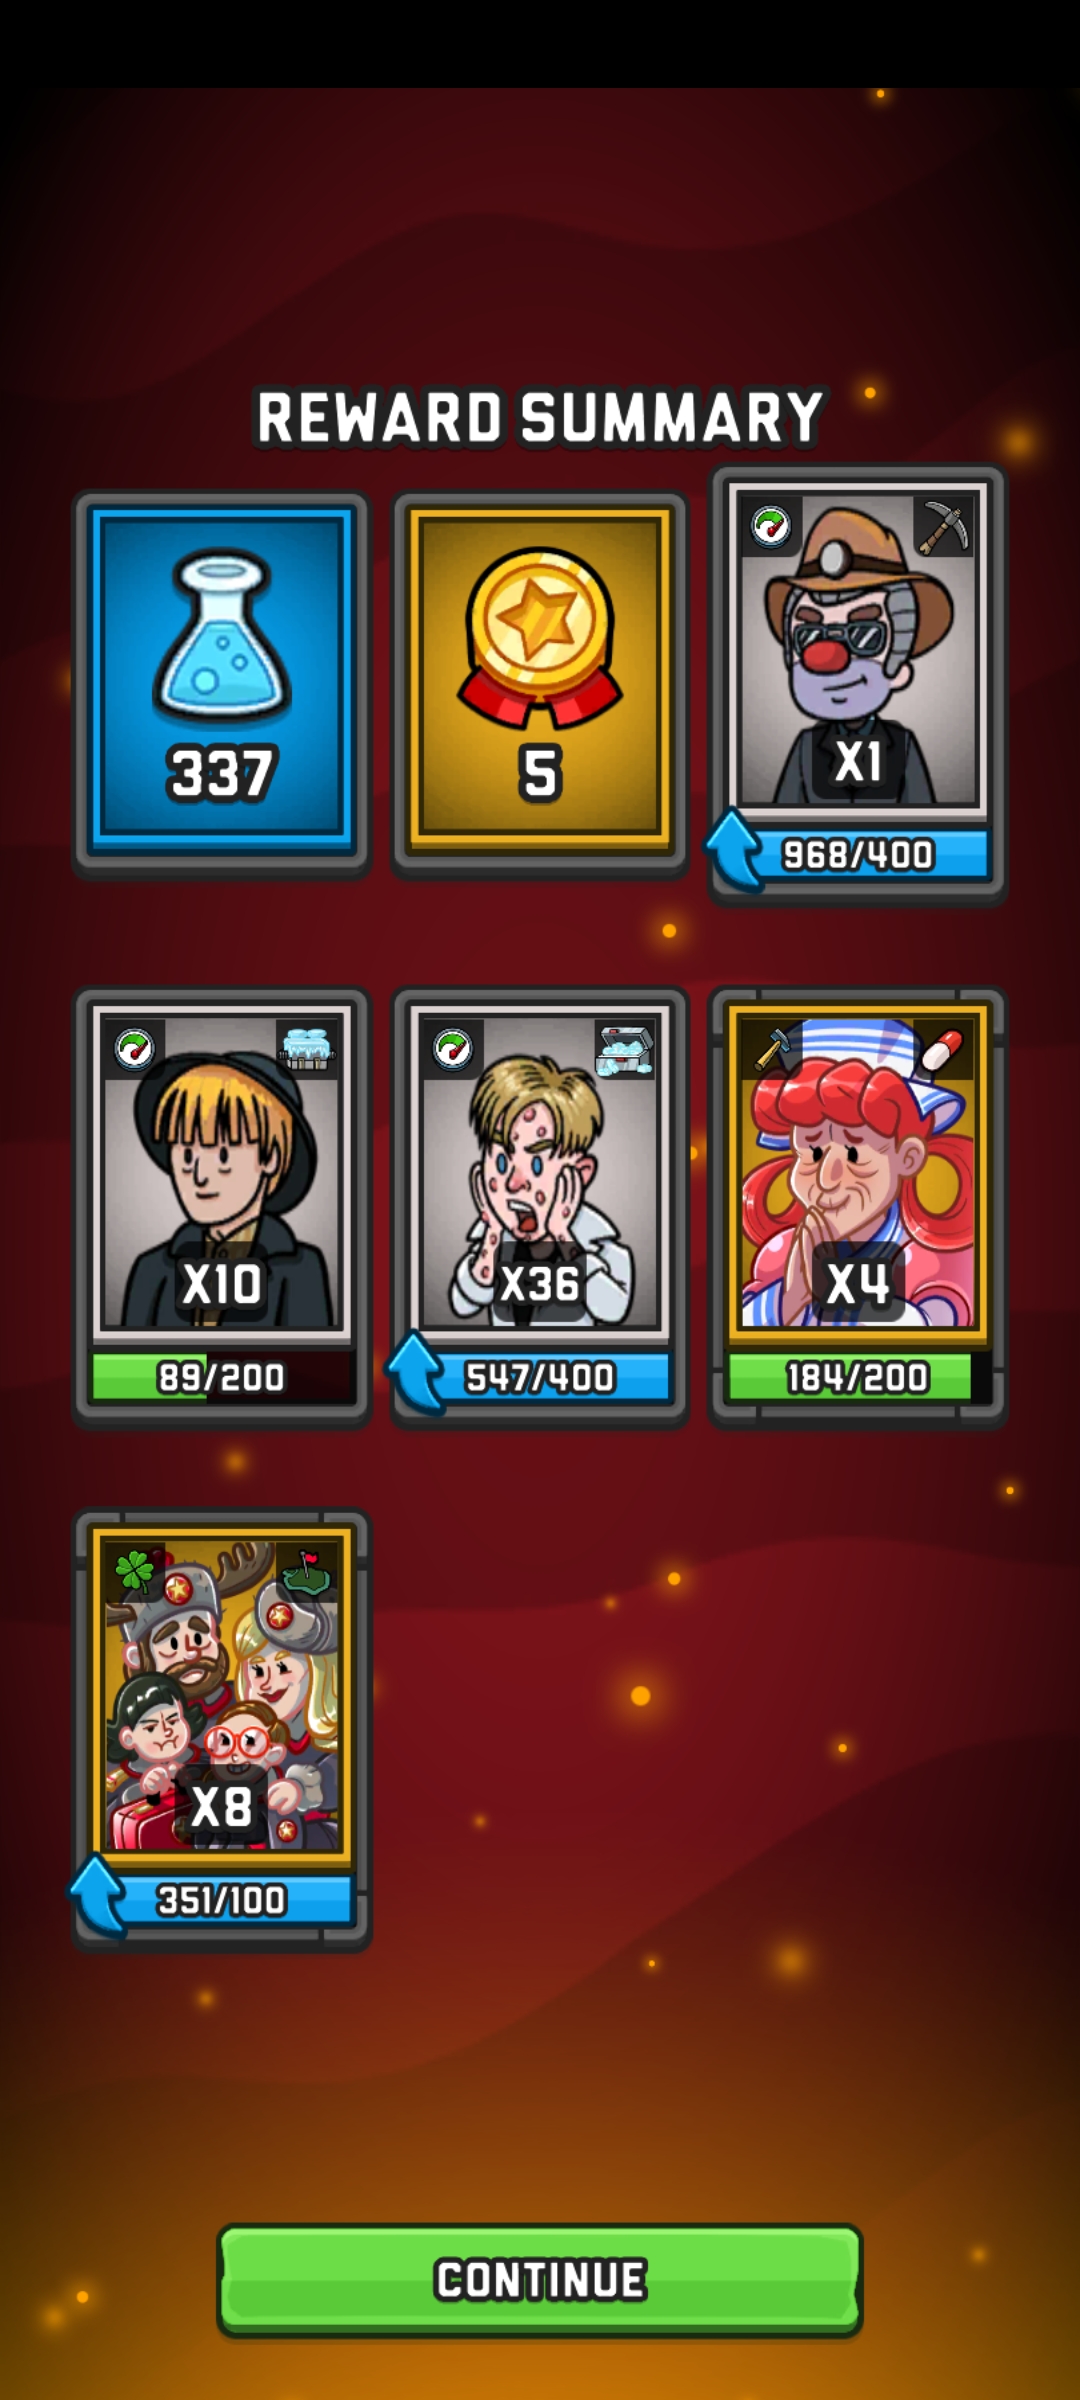 REWARD SUMMARY
337
5
X1
968/400
X10
89/200
X36
547/400
X4
184/200
X8
351/100
CONTINUE